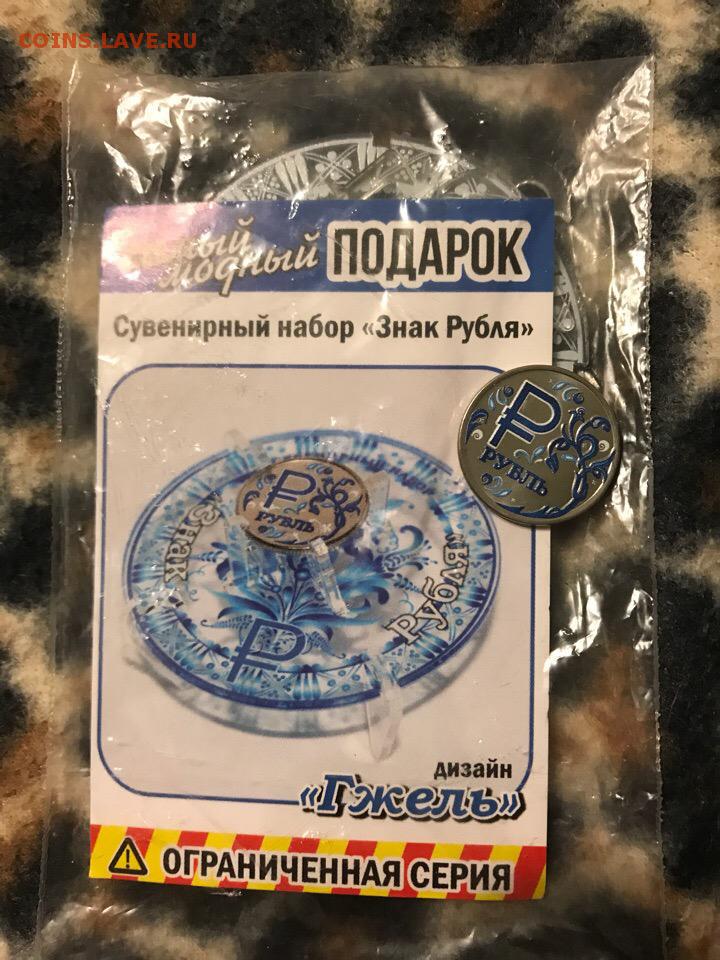 COINS.LAVE.RU
модный ПОДАРОК
Сувенирный набор «Знак Рубля»
РУБЛЬ
РУБЛЬ
Знак
Рубля
дизайн
«Гжель»
ОГРАНИЧЕННАЯ СЕРИЯ